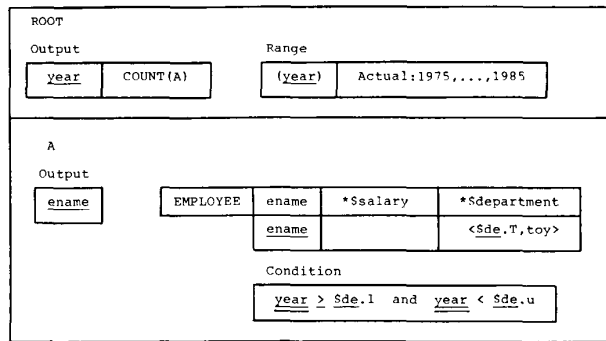 ROOT
Output Range
year COUNT(A) (year) Actual:1975,...,1985
A
Output
ename EMPLOYEE ename *$salary *$department
ename <$de.T,toy>
Condition
year > $de.l and year < $de.u